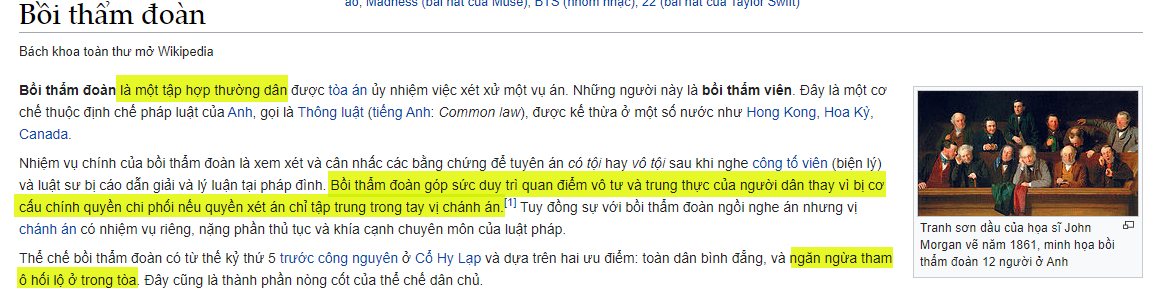 ao, Madness (bài hát của Muse), BTS (nhóm nhạc), 22 (bài hát của Taylor Swift)
Bồi thẩm đoàn
Bách khoa toàn thư mở Wikipedia
Bồi thẩm đoàn là một tập hợp thường dân được tòa án ủy nhiệm việc xét xử một vụ án. Những người này là bồi thẩm viên. Đây là một cơ
chế thuộc định chế pháp luật của Anh, gọi là Thông luật (tiếng Anh: Common law), được kế thừa ở một số nước như Hong Kong, Hoa Kỳ,
Canada.
Nhiệm vụ chính của bồi thẩm đoàn là xem xét và cân nhắc các bằng chứng để tuyên án có tội hay vô tội sau khi nghe công tố viên (biện lý)
và luật sư bị cáo dẫn giải và lý luận tại pháp đình. Bồi thẩm đoàn góp sức duy trì quan điểm vô tư và trung thực của người dân thay vì bị cơ
cấu chính quyền chi phối nếu quyền xét án chỉ tập trung trong tay vị chánh án.[1] Tuy đồng sự với bồi thẩm đoàn ngồi nghe án nhưng vị
chánh án có nhiệm vụ riêng, nặng phần thủ tục và khía cạnh chuyên môn của luật pháp.
Thể chế bồi thẩm đoàn có từ thế kỷ thứ 5 trước công nguyên ở Cổ Hy Lạp và dựa trên hai ưu điểm: toàn dân bình đẳng, và ngăn ngừa tham
ô hối lộ ở trong tòa. Đây cũng là thành phần nòng cốt của thể chế dân chủ.
Tranh sơn dầu của họa sĩ John
Morgan vẽ năm 1861, minh họa bồi
thẩm đoàn 12 người ở Anh